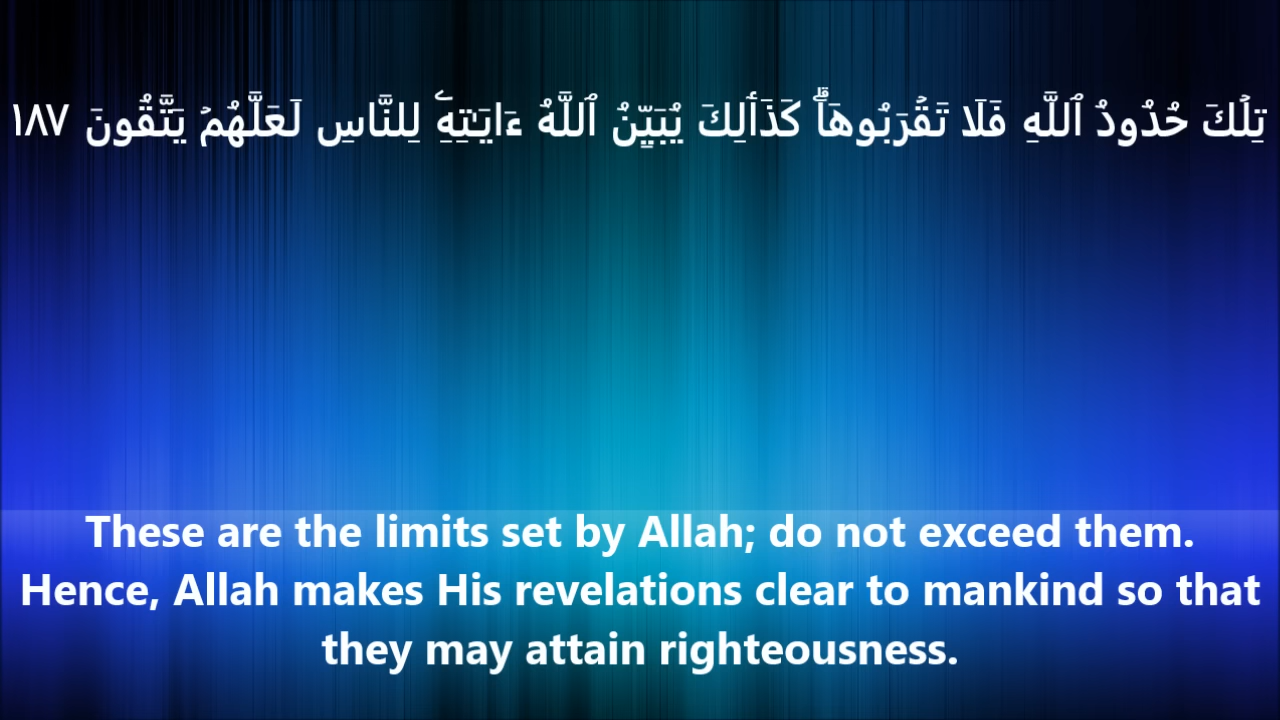 تِلۡكَ حُدُودُ ٱللَّهِ فَلَا تَقۡرَبُوهَاۗ كَذَٰلِكَ يُبَيِّنُ ٱللَّهُ ءَايَٰتِهِۦ لِلنَّاسِ لَعَلَّهُمۡ يَتَّقُونَ ١٨٧
These are the limits set by Allah; do not exceed them.
Hence, Allah makes His revelations clear to mankind so that
they may attain righteousness.